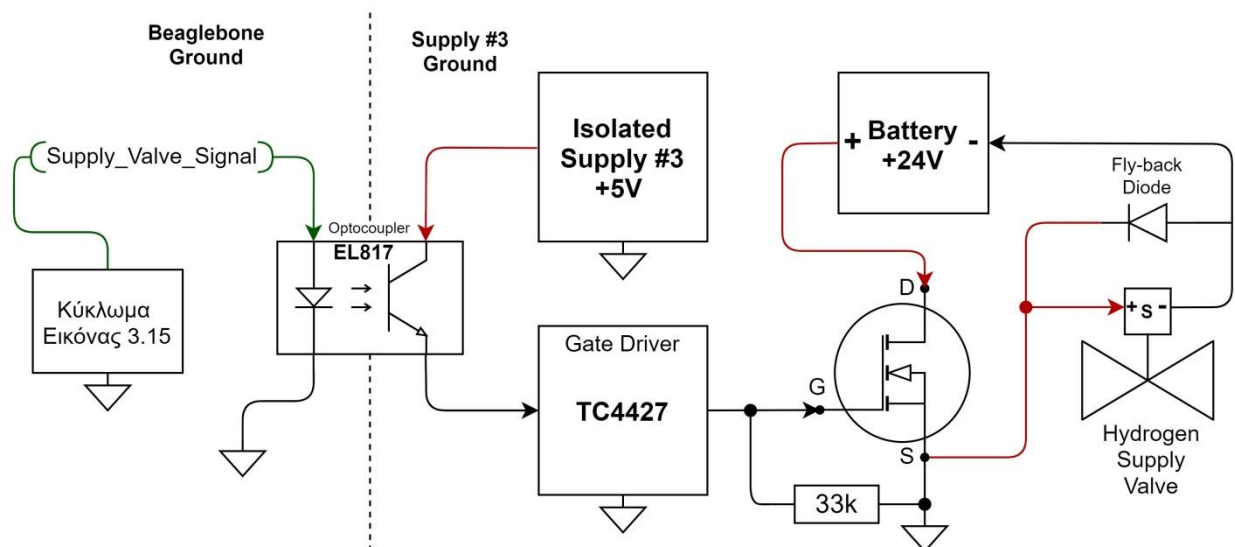 Beaglebone
Ground
Supply #3
Ground
Supply_Valve_Signal
Κύκλωμα
Εικόνας 3.15
Optocoupler
EL817
Isolated
Supply #3
+5V
Gate Driver
TC4427
+ Battery -
+24V
Fly-back
Diode
D
G
S
33k
+ S -
Hydrogen
Supply
Valve